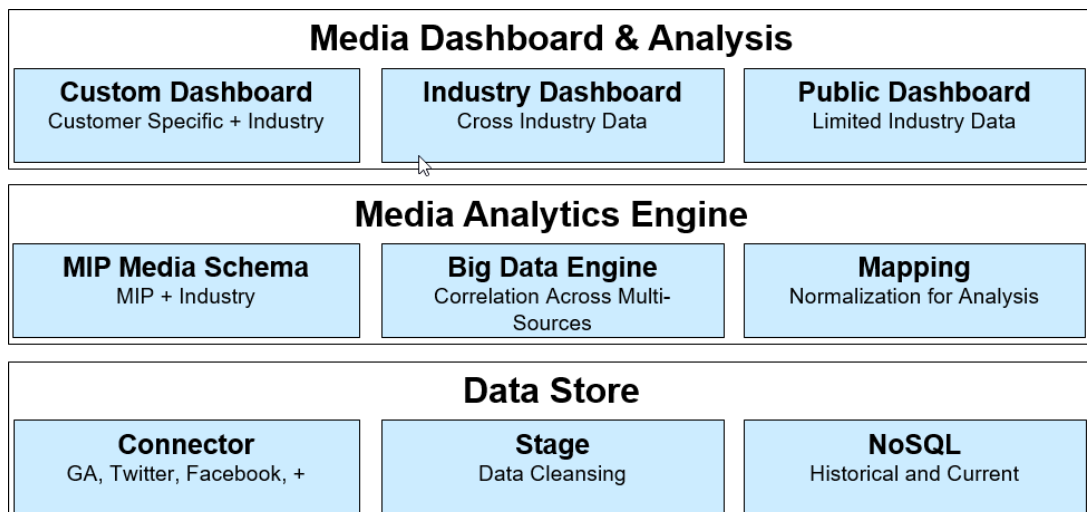 Media Dashboard & Analysis
Custom Dashboard
Customer Specific + Industry
Industry Dashboard
Cross Industry Data
Public Dashboard
Limited Industry Data
Media Analytics Engine
MIP Media Schema
MIP + Industry
Big Data Engine
Correlation Across Multi-
Sources
Mapping
Normalization for Analysis
Data Store
Connector
GA, Twitter, Facebook, +
Stage
Data Cleansing
NoSQL
Historical and Current